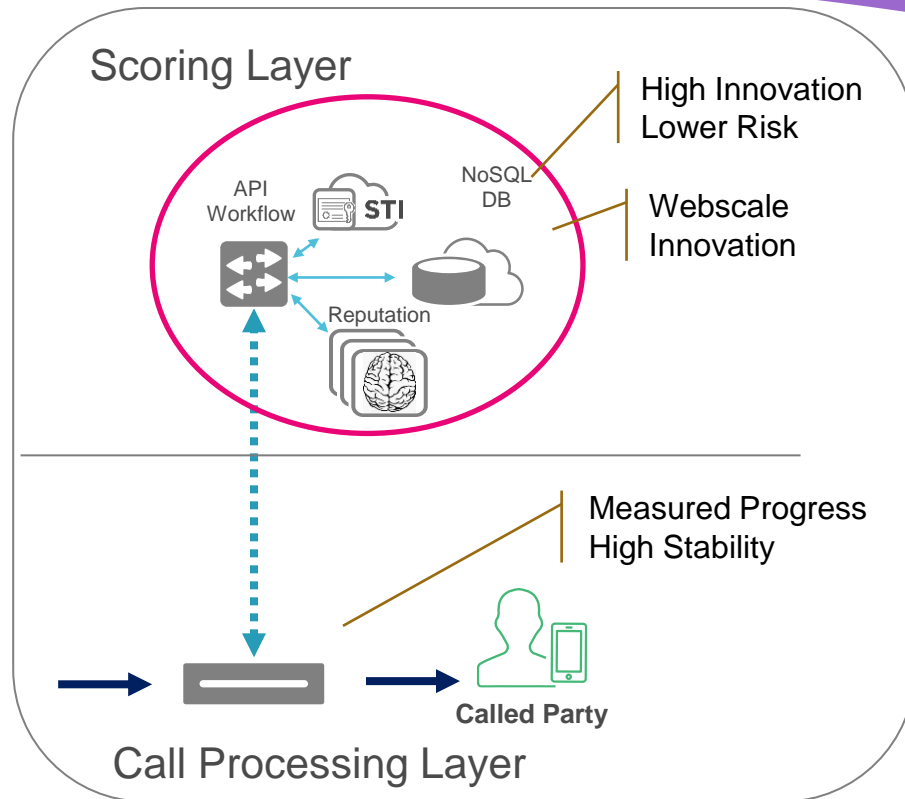 Scoring Layer
High Innovation
Lower Risk
API
Workflow
STI
NoSQL
DB
Webscale
Innovation
Reputation
Measured Progress
High Stability
Called Party
Call Processing Layer